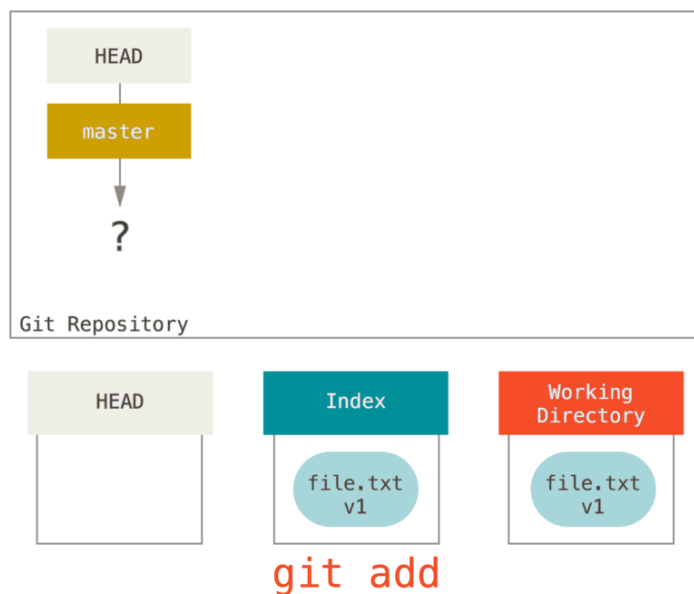 HEAD
master
?
Git Repository
HEAD
Index
Working
Directory
file.txt
v1
file.txt
v1
git add